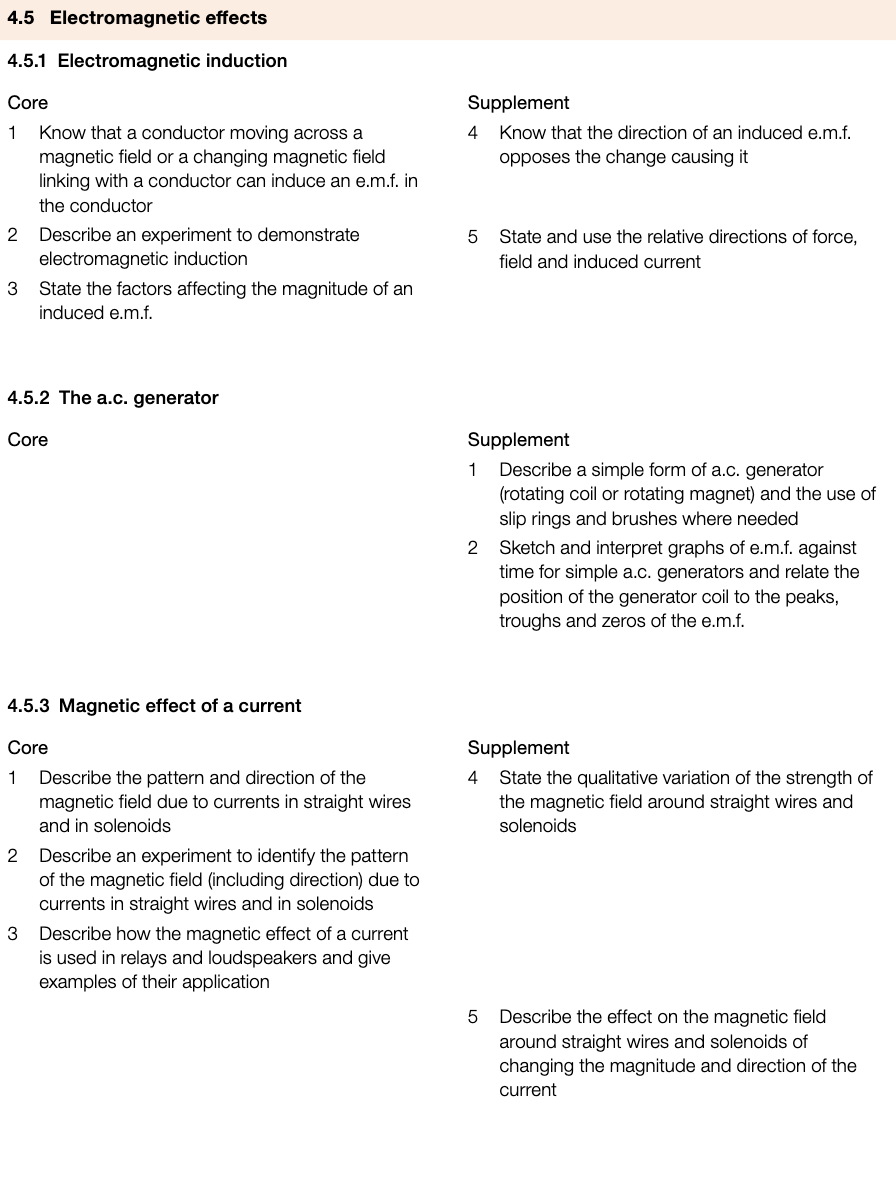 4.5 Electromagnetic effects
4.5.1 Electromagnetic induction
Core
1 Know that a conductor moving across a
magnetic field or a changing magnetic field
linking with a conductor can induce an e.m.f. in
the conductor
2 Describe an experiment to demonstrate
electromagnetic induction
3 State the factors affecting the magnitude of an
induced e.m.f.
Supplement
4 Know that the direction of an induced e.m.f.
opposes the change causing it
5 State and use the relative directions of force,
field and induced current
4.5.2 The a.c. generator
Core
Supplement
1 Describe a simple form of a.c. generator
(rotating coil or rotating magnet) and the use of
slip rings and brushes where needed
2 Sketch and interpret graphs of e.m.f. against
time for simple a.c. generators and relate the
position of the generator coil to the peaks,
troughs and zeros of the e.m.f.
4.5.3 Magnetic effect of a current
Core
1 Describe the pattern and direction of the
magnetic field due to currents in straight wires
and in solenoids
2 Describe an experiment to identify the pattern
of the magnetic field (including direction) due to
currents in straight wires and in solenoids
3 Describe how the magnetic effect of a current
is used in relays and loudspeakers and give
examples of their application
Supplement
4 State the qualitative variation of the strength of
the magnetic field around straight wires and
solenoids
5 Describe the effect on the magnetic field
around straight wires and solenoids of
changing the magnitude and direction of the
current